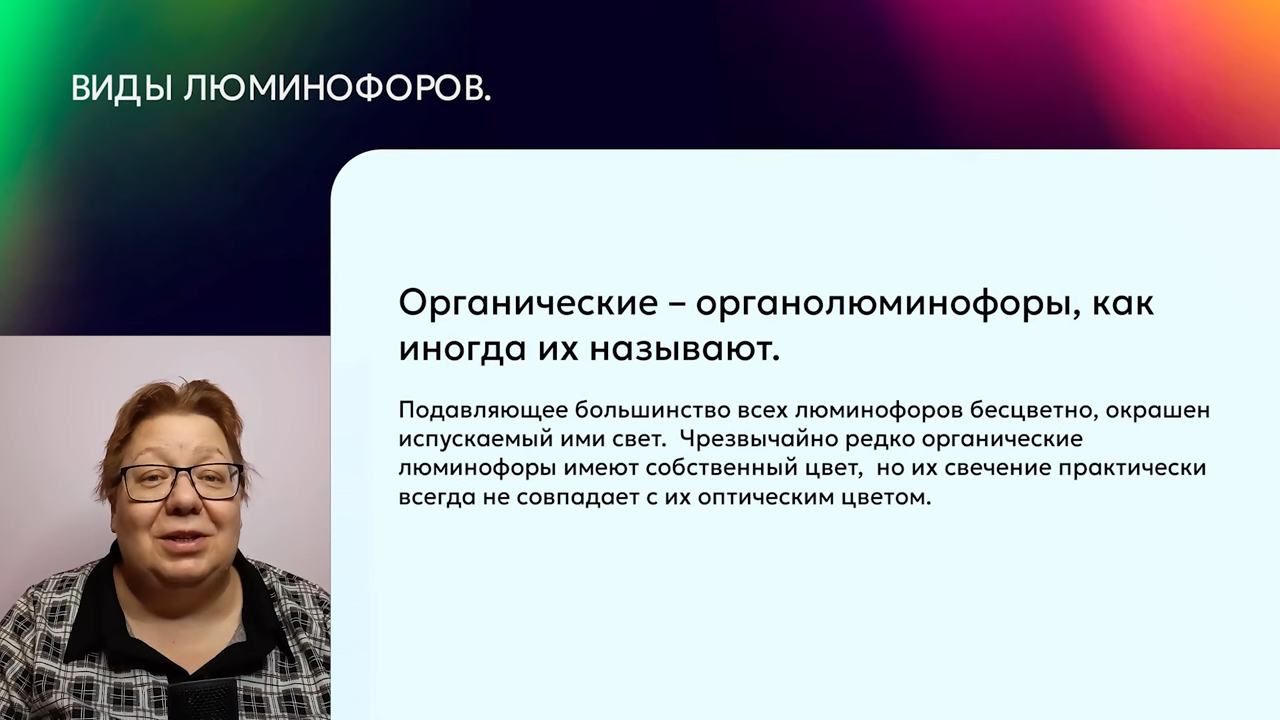 ВИДЫ ЛЮМИНОФОРОВ.
Органические – органолюминофоры, как
иногда их называют.
Подавляющее большинство всех люминофоров бесцветно, окрашен
испускаемый ими свет.  Чрезвычайно редко органические
люминофоры имеют собственный цвет,  но их свечение практически
всегда не совпадает с их оптическим цветом.